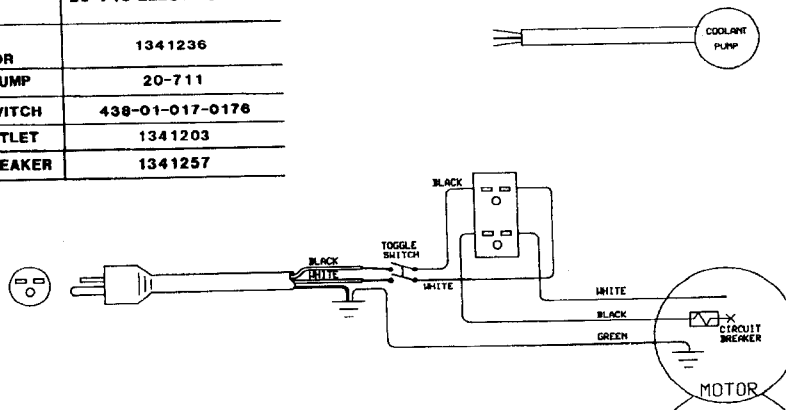 OR 1341236
UMP 20-711
VITCH 438-01-017-0176
TLET 1341203
EAKER 1341257
COOLANT
PUMP
BLACK
TOGGLE
SWITCH
BLACK
WHITE
WHITE
WHITE
BLACK
GREEN
CIRCUIT
BREAKER
MOTOR